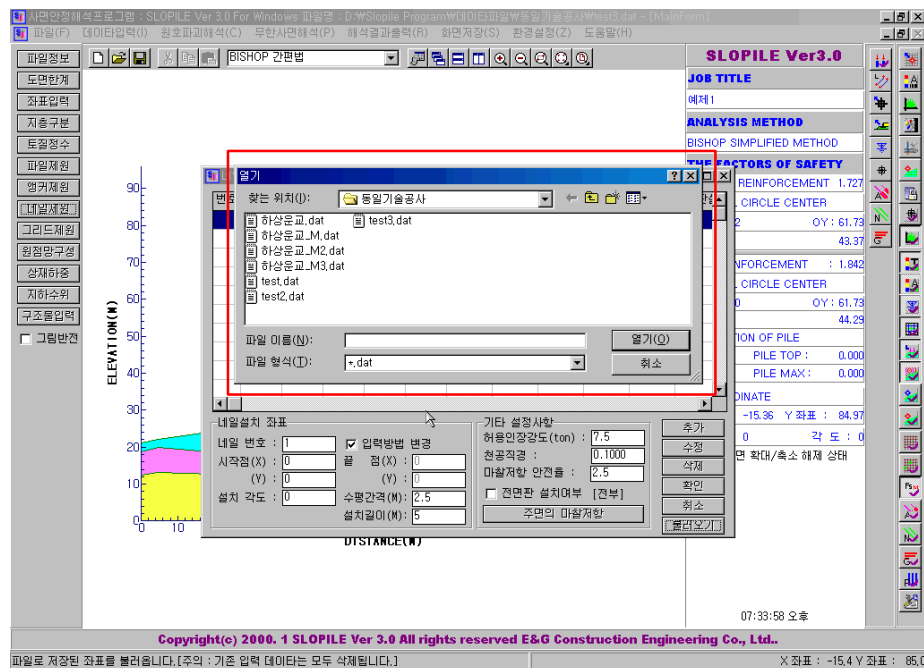 사면안정해석프로그램 : SLOPILE Ver 3.0 For Windows 파일명 : D:₩Slopile Program₩데이타파일₩동일기술공사₩test3.dat - [MainForm]
파일(F) 데이타입력(I) 원호파괴해석(C) 무한사면해석(P) 해석결과출력(R) 화면저장(S) 환경설정(Z) 도움말(H)
BISHOP 간편법
파일정보
도면한계
좌표입력
지층구분
토질정수
파일제원
앵커제원
네일제원
그리드제원
원점망구성
상재하중
지하수위
구조물입력
그림반전
ELEVATION(M)
90
80
70
60
50
40
30
20
10
0
0 10
DISTANCE(M)
열기
찾는 위치(I): 동일기술공사
하상운교.dat test3.dat
하상운교_M.dat
하상운교_M2.dat
하상운교_M3.dat
test.dat
test2.dat
파일 이름(N): 열기(O)
파일 형식(T): *.dat 취소
네일설치 좌표
네일 번호 : 1 입력방법 변경
시작점(X) : 0 끝 점(X) : 0
(Y) : 0 (Y) : 0
설치 각도 : 0 수평간격(M): 2.5
설치길이(M): 5
기타 설정사항
허용인장강도(ton) : 7.5
천공직경 : 0.1000
마찰저항 안전율 : 2.5
전면판 설치여부 [전부]
주면의 마찰저항
추가
수정
삭제
확인
취소
불러오기
SLOPILE Ver3.0
JOB TITLE
예제1
ANALYSIS METHOD
BISHOP SIMPLIFIED METHOD
THE FACTORS OF SAFETY
REINFORCEMENT 1.727
CIRCLE CENTER
OY : 61.73
43.37
NFORCEMENT : 1.842
CIRCLE CENTER
OY : 61.73
44.29
ION OF PILE
PILE TOP : 0.000
PILE MAX : 0.000
DINATE
-15.36 Y 좌표 : 84.97
0 각 도 : 0
면 확대/축소 해제 상태
07:33:58 오후
Copyright(c) 2000. 1 SLOPILE Ver 3.0 All rights reserved E&G Construction Engineering Co., Ltd..
파일로 저장된 좌표를 불러옵니다.[주의 : 기존 입력 데이타는 모두 삭제됩니다.] X 좌표 : -15.4 Y 좌표 : 85.0